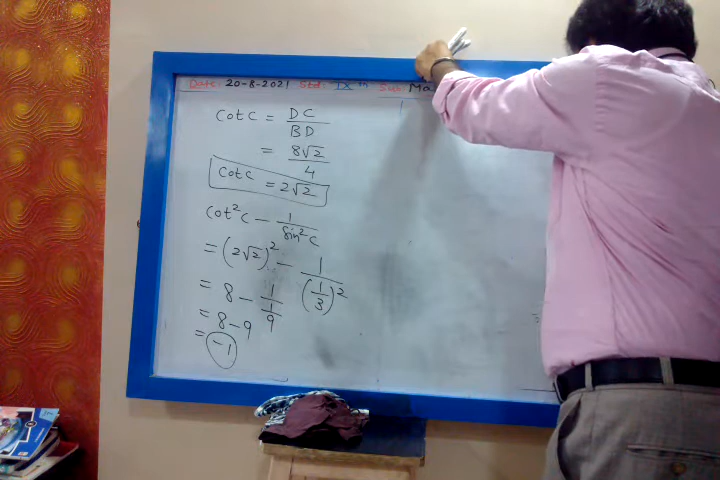 Date: 20-8-2021 Std: IX th Sub: Ma
Cot C = DC / BD
= 8√2 / 4
Cot C = 2√2
Cot²C - 1 / Sin²C
= (2√2)² - 1 / (1/3)²
= 8 - 1 / (1/9)
= 8 - 9
= -1